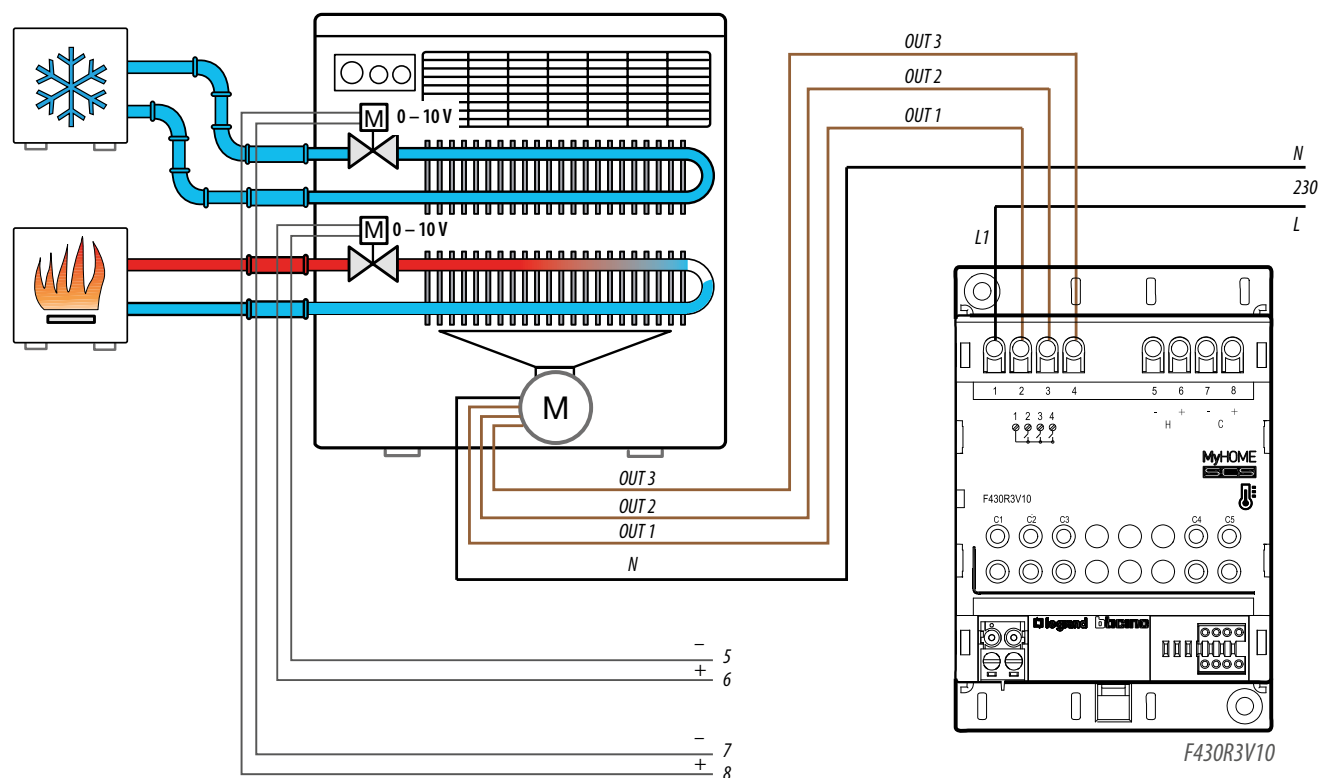 OUT 3
OUT 2
OUT 1
M 0 – 10 V
N
230
L
L1
M 0 – 10 V
1 2 3 4 5 6 7 8
- + - +
H C
1 2 3 4
M
MyHOME
SCS
OUT 3
F430R3V10
OUT 2
C1 C2 C3 C4 C5
OUT 1
N
legrand bticino
– 5
+ 6
– 7
+ 8
F430R3V10